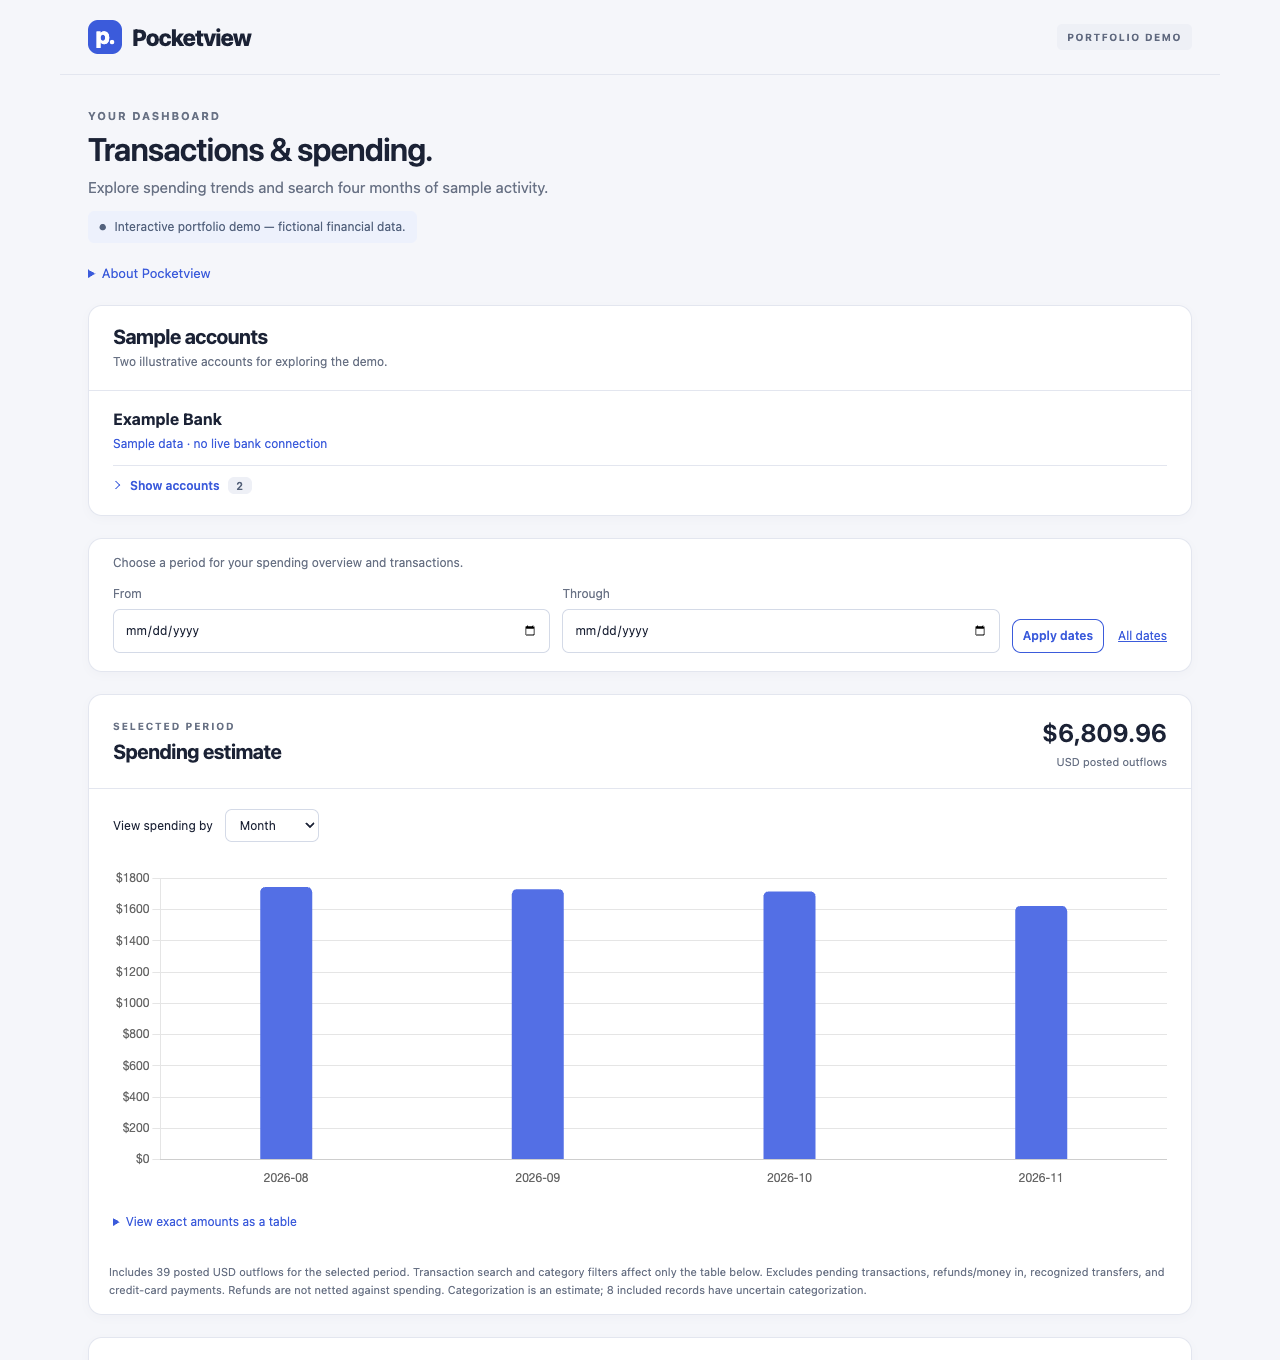 p. Pocketview
PORTFOLIO DEMO
YOUR DASHBOARD
Transactions & spending.
Explore spending trends and search four months of sample activity.
Interactive portfolio demo — fictional financial data.
About Pocketview
Sample accounts
Two illustrative accounts for exploring the demo.
Example Bank
Sample data · no live bank connection
Show accounts 2
Choose a period for your spending overview and transactions.
From
Through
mm/dd/yyyy
mm/dd/yyyy
Apply dates
All dates
SELECTED PERIOD
Spending estimate
$6,809.96
USD posted outflows
View spending by Month
$1800
$1600
$1400
$1200
$1000
$800
$600
$400
$200
$0
2026-08 2026-09 2026-10 2026-11
View exact amounts as a table
Includes 39 posted USD outflows for the selected period. Transaction search and category filters affect only the table below. Excludes pending transactions, refunds/money in, recognized transfers, and
credit-card payments. Refunds are not netted against spending. Categorization is an estimate; 8 included records have uncertain categorization.